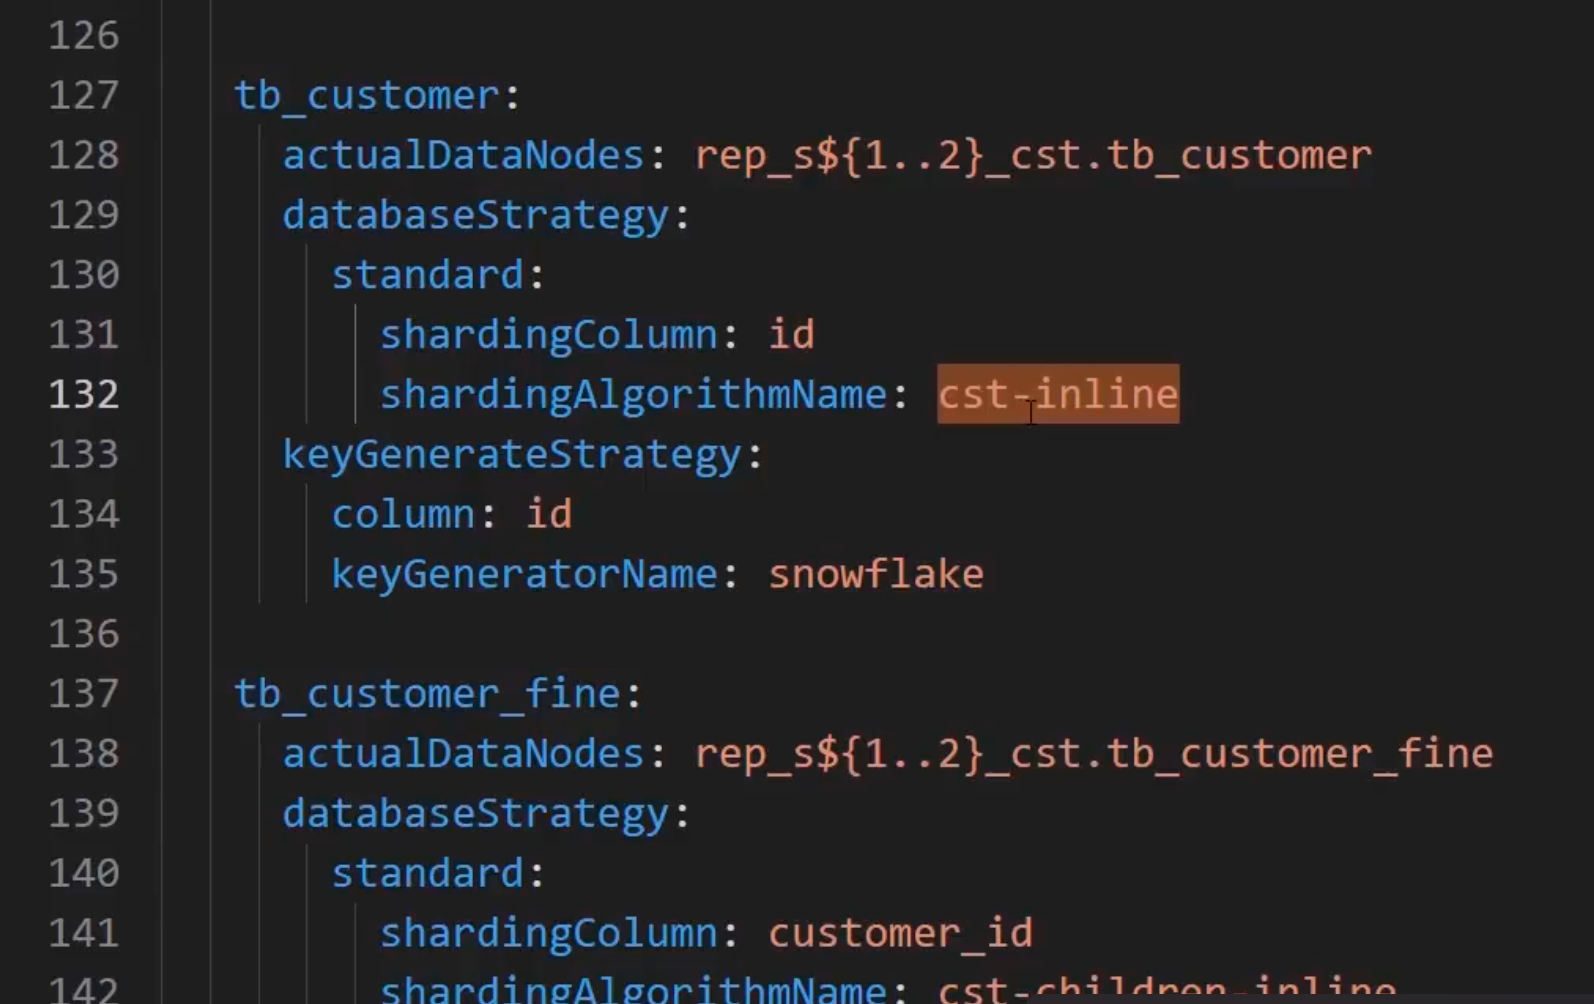 126
127 tb_customer:
128 actualDataNodes: rep_s${1..2}_cst.tb_customer
129 databaseStrategy:
130 standard:
131 shardingColumn: id
132 shardingAlgorithmName: cst-inline
133 keyGenerateStrategy:
134 column: id
135 keyGeneratorName: snowflake
136
137 tb_customer_fine:
138 actualDataNodes: rep_s${1..2}_cst.tb_customer_fine
139 databaseStrategy:
140 standard:
141 shardingColumn: customer_id
142 shardingAlgorithmName: cst-children-inline